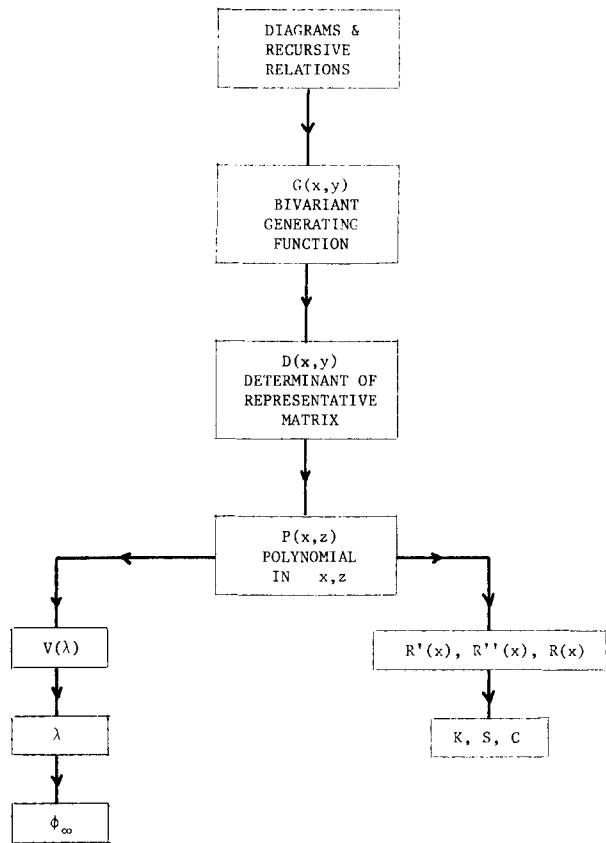 DIAGRAMS &
RECURSIVE
RELATIONS
G(x,y)
BIVARIANT
GENERATING
FUNCTION
D(x,y)
DETERMINANT OF
REPRESENTATIVE
MATRIX
P(x,z)
POLYNOMIAL
IN x,z
V(λ)
λ
ϕ∞
R'(x), R''(x), R(x)
K, S, C